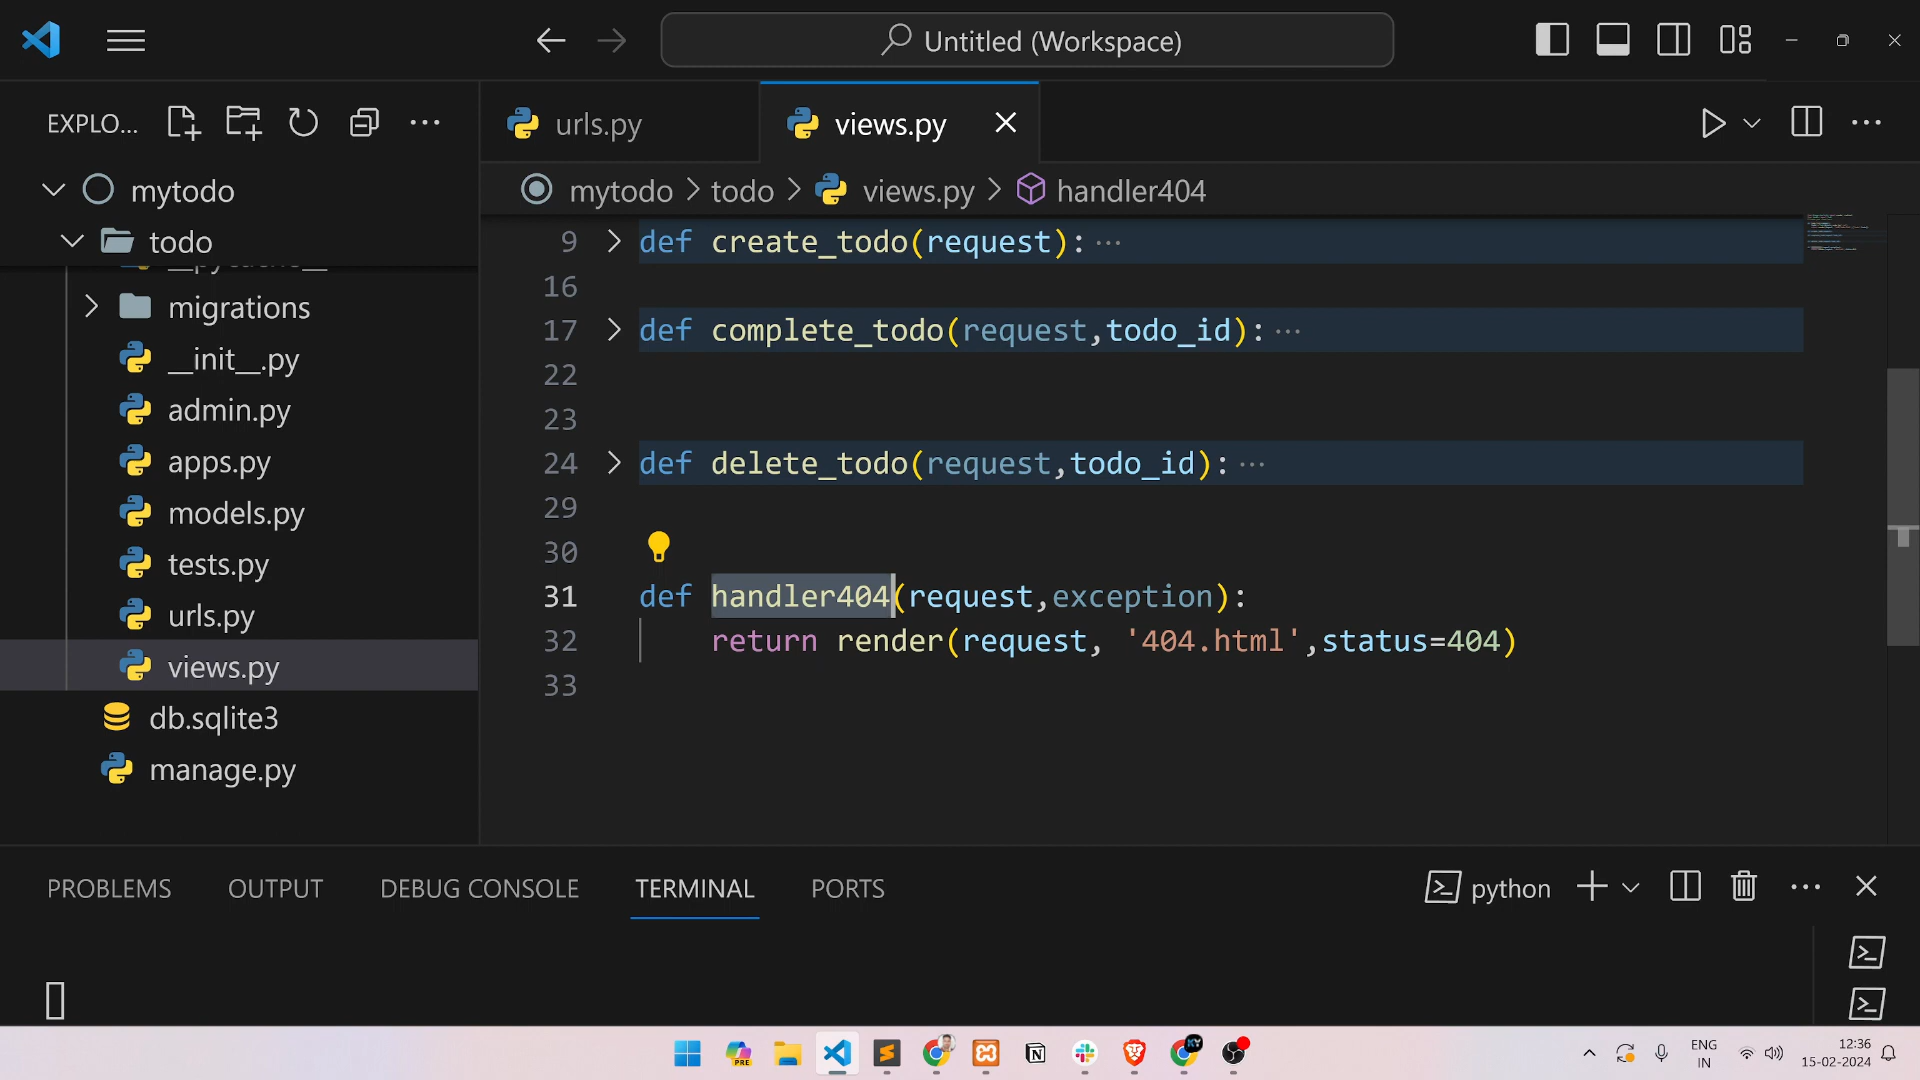 Untitled (Workspace)
EXPLO...
urls.py
views.py
mytodo
mytodo > todo > views.py > handler404
todo
__pycache__
migrations
__init__.py
admin.py
apps.py
models.py
tests.py
urls.py
views.py
db.sqlite3
manage.py
9 def create_todo(request): ...
16
17 def complete_todo(request,todo_id): ...
22
23
24 def delete_todo(request,todo_id): ...
29
30
31 def handler404(request,exception):
32 return render(request, '404.html',status=404)
33
PROBLEMS OUTPUT DEBUG CONSOLE TERMINAL PORTS
python
PRE
N
KY
ENG
IN
12:36
15-02-2024